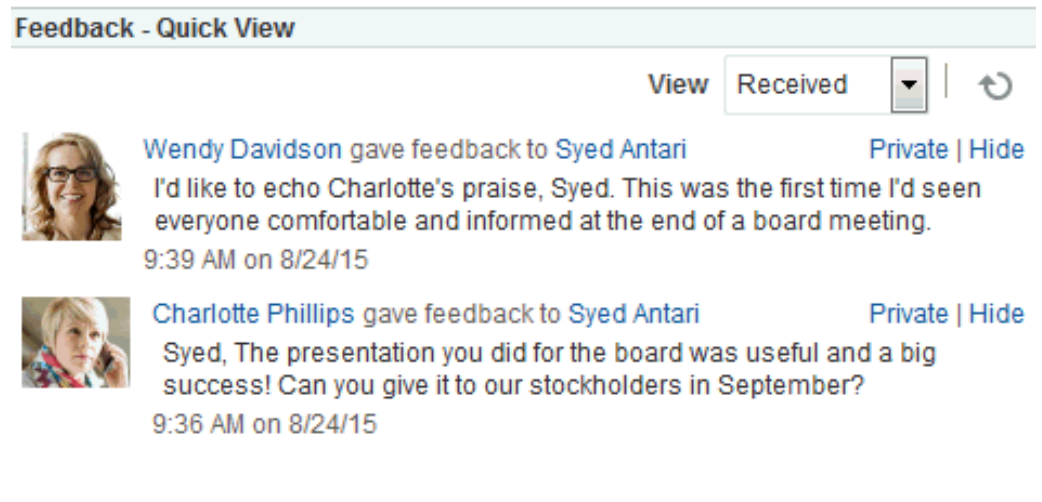 Feedback - Quick View
View Received
Wendy Davidson gave feedback to Syed Antari Private | Hide
I'd like to echo Charlotte's praise, Syed. This was the first time I'd seen
everyone comfortable and informed at the end of a board meeting.
9:39 AM on 8/24/15
Charlotte Phillips gave feedback to Syed Antari Private | Hide
Syed, The presentation you did for the board was useful and a big
success! Can you give it to our stockholders in September?
9:36 AM on 8/24/15